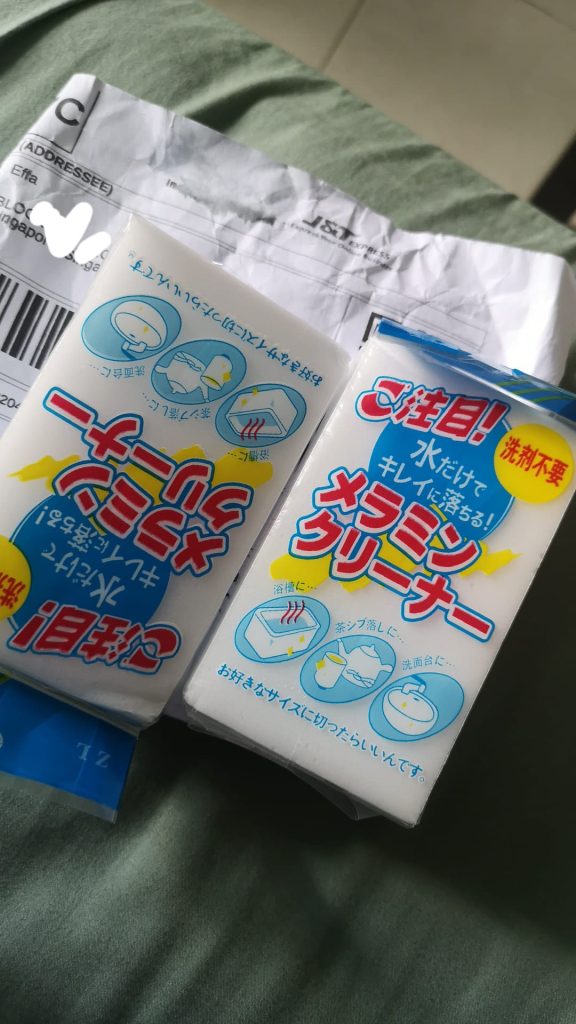 C
(ADDRESSEE)
Effa
BLOC
J&T EXPRESS
ご注目!
洗剤不要
水だけで
キレイに落ちる!
メラミン
クリーナー
浴槽に…
茶シブ落しに…
洗面台に…
お好きなサイズに切ったらいいんです。
ご注目!
水だけで
キレイに落ちる!
メラミン
クリーナー
浴槽に…
茶シブ落しに…
洗面台に…
お好きなサイズに切ったらいいんです。
ZL